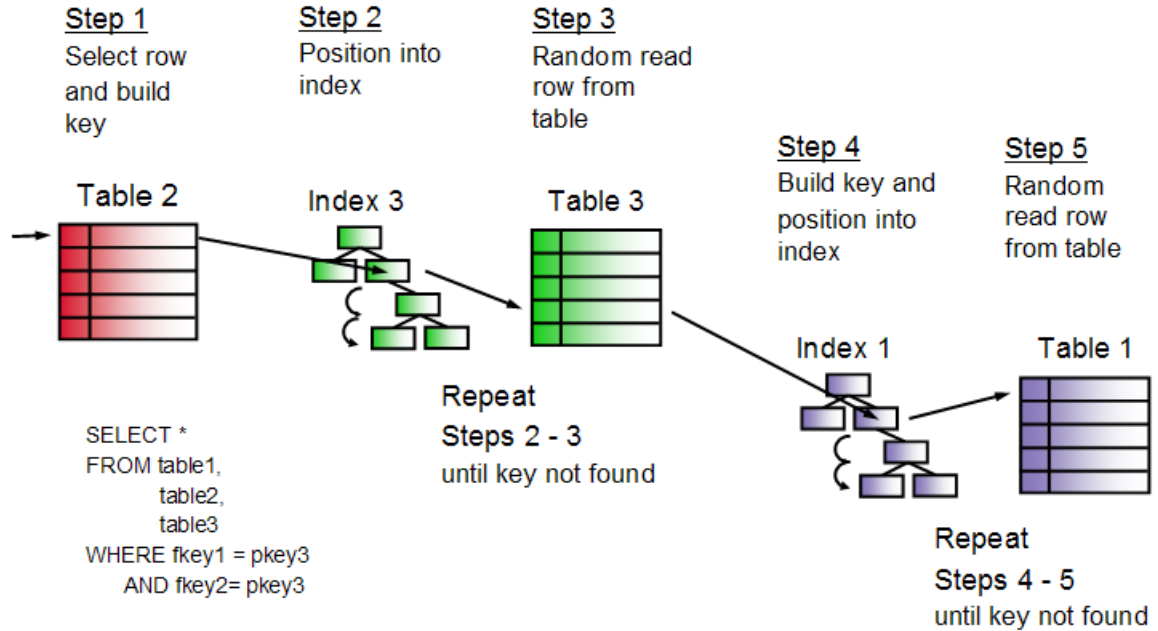 Step 1
Select row
and build
key
Step 2
Position into
index
Step 3
Random read
row from
table
Step 4
Build key and
position into
index
Step 5
Random
read row
from table
Table 2
Index 3
Table 3
Index 1
Table 1
Repeat
Steps 2 - 3
until key not found
SELECT *
FROM table1,
table2,
table3
WHERE fkey1 = pkey3
AND fkey2= pkey3
Repeat
Steps 4 - 5
until key not found